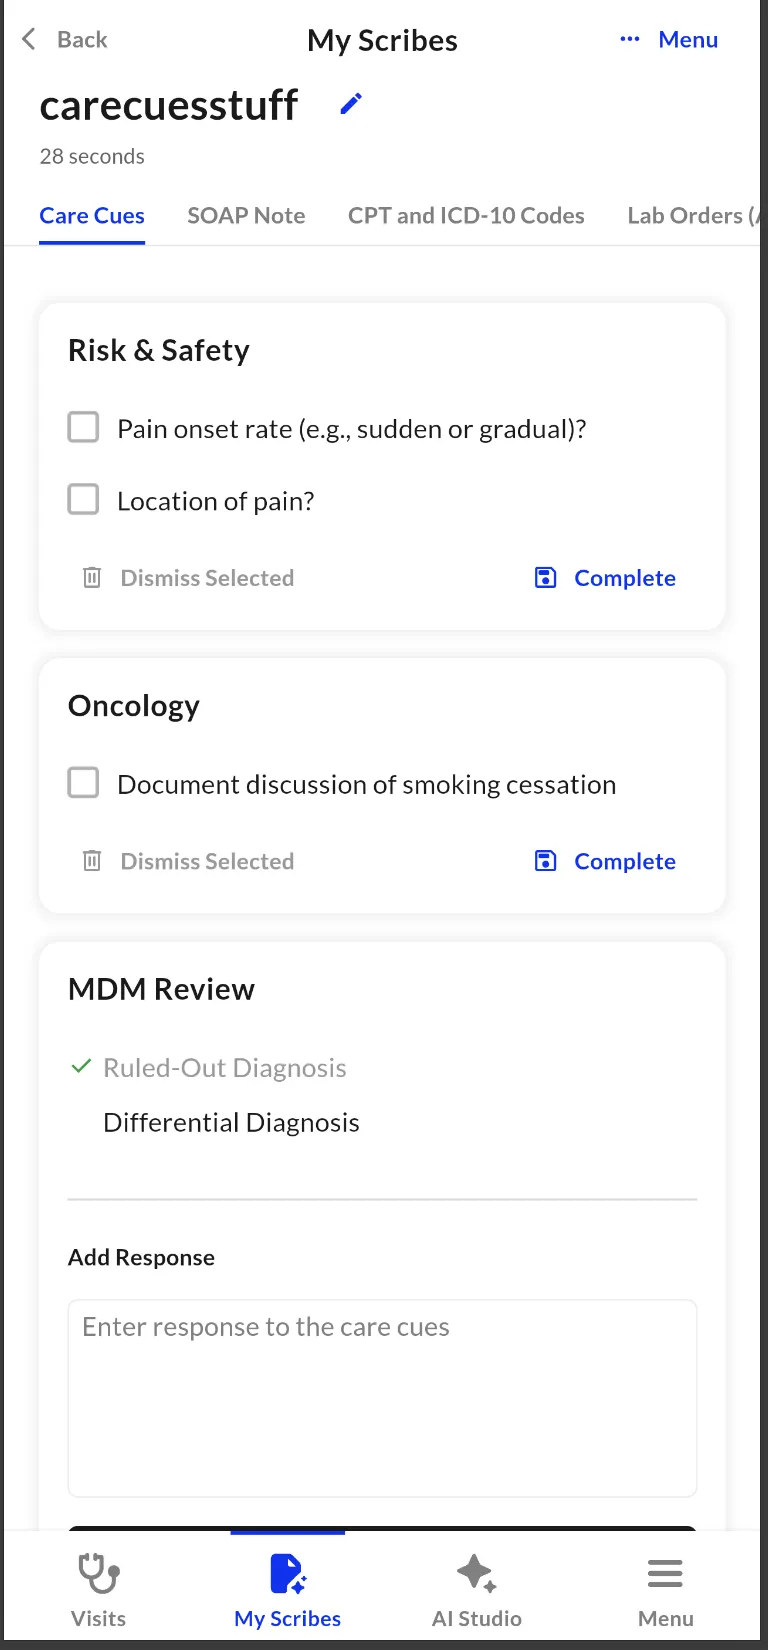 Back My Scribes ••• Menu
carecuesstuff
28 seconds
Care Cues SOAP Note CPT and ICD-10 Codes Lab Orders (
Risk & Safety
Pain onset rate (e.g., sudden or gradual)?
Location of pain?
Dismiss Selected Complete
Oncology
Document discussion of smoking cessation
Dismiss Selected Complete
MDM Review
Ruled-Out Diagnosis
Differential Diagnosis
Add Response
Enter response to the care cues
Visits My Scribes AI Studio Menu